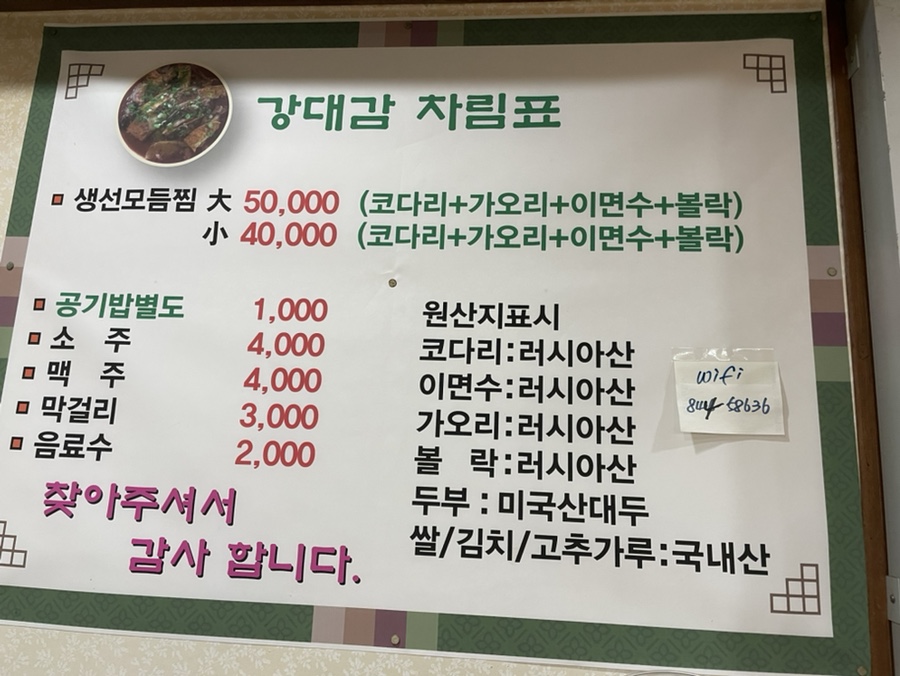 강대감 차림표
생선모듬찜 大 50,000 (코다리+가오리+이면수+볼락)
小 40,000 (코다리+가오리+이면수+볼락)
공기밥별도 1,000
소 주 4,000
맥 주 4,000
막걸리 3,000
음료수 2,000
찾아주셔서
감사 합니다.
원산지표시
코다리:러시아산
이면수:러시아산
가오리:러시아산
볼 락:러시아산
두부 : 미국산대두
쌀/김치/고추가루:국내산
wifi